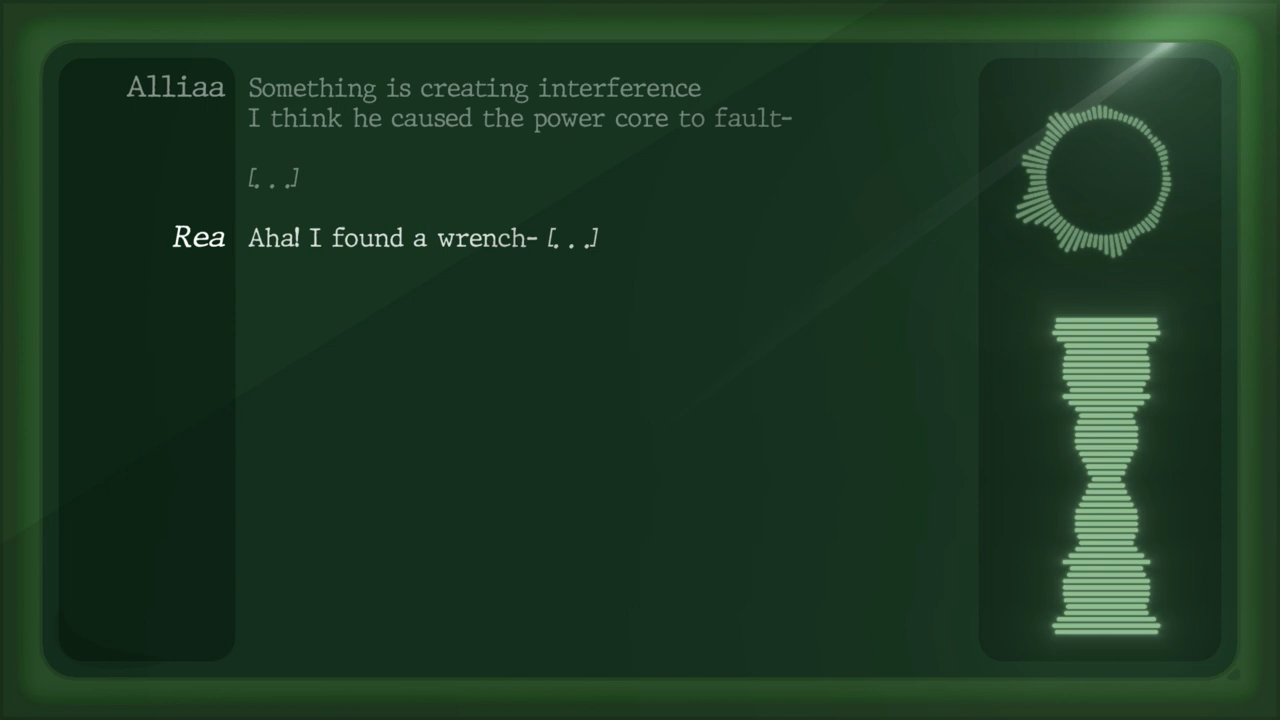 Alliaa Something is creating interference
I think he caused the power core to fault-
[...]
Rea Aha! I found a wrench- [...]